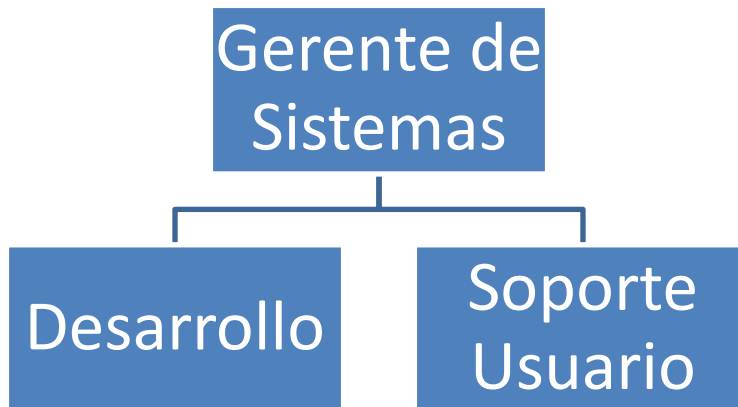 Gerente de
Sistemas
Desarrollo
Soporte
Usuario